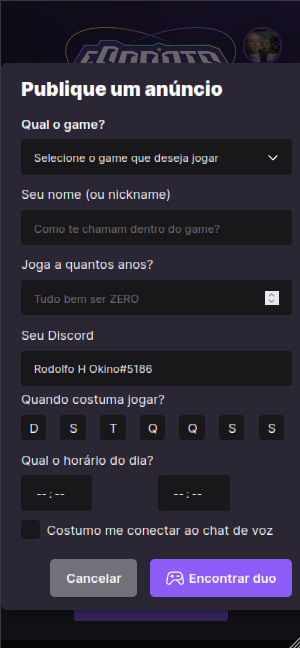 Publique um anúncio
Qual o game?
Selecione o game que deseja jogar
Seu nome (ou nickname)
Como te chamam dentro do game?
Joga a quantos anos?
Tudo bem ser ZERO
Seu Discord
Rodolfo H Okino#5186
Quando costuma jogar?
D S T Q Q S S
Qual o horário do dia?
--:-- --:--
Costumo me conectar ao chat de voz
Cancelar Encontrar duo